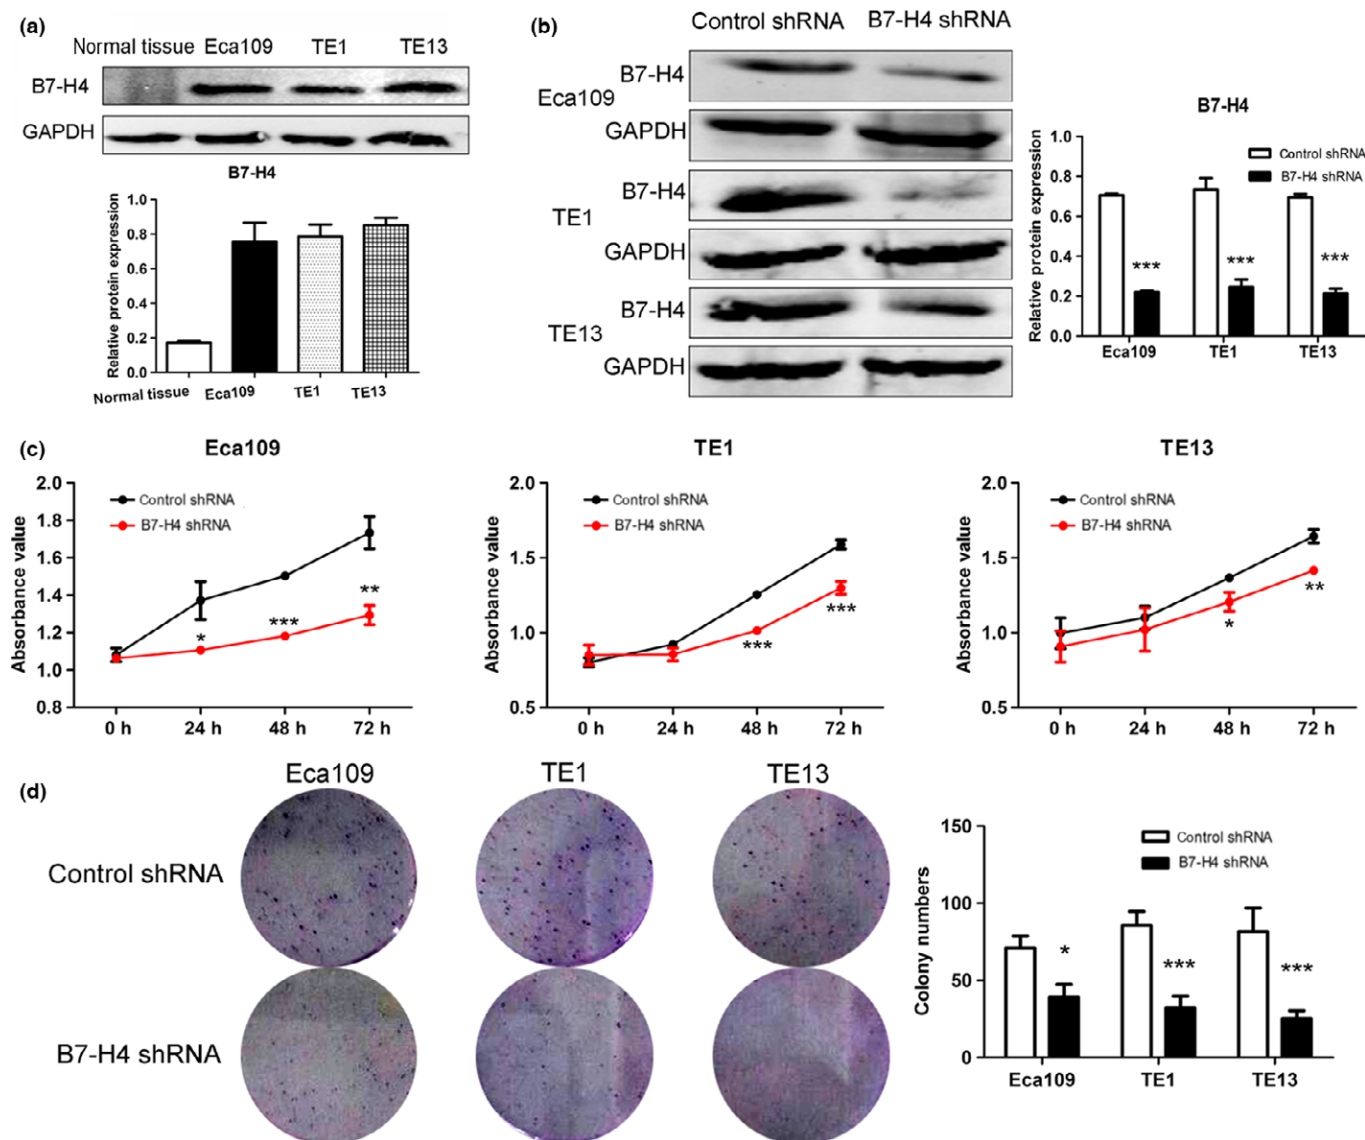 (a)
Normal tissue Eca109 TE1 TE13
B7-H4
GAPDH
B7-H4
Relative protein expression
1.0
0.8
0.6
0.4
0.2
0.0
Normal tissue Eca109 TE1 TE13
(b)
Control shRNA B7-H4 shRNA
B7-H4
Eca109
GAPDH
B7-H4
TE1
GAPDH
B7-H4
TE13
GAPDH
B7-H4
Relative protein expression
1.0
0.8
0.6
0.4
0.2
0.0
Control shRNA
B7-H4 shRNA
*** *** ***
Eca109 TE1 TE13
(c)
Eca109
Absorbance value
2.0
1.8
1.6
1.4
1.2
1.0
0.8
Control shRNA
B7-H4 shRNA
* *** **
0 h 24 h 48 h 72 h
TE1
Absorbance value
2.0
1.5
1.0
0.5
Control shRNA
B7-H4 shRNA
*** ***
0 h 24 h 48 h 72 h
TE13
Absorbance value
2.0
1.5
1.0
0.5
Control shRNA
B7-H4 shRNA
* **
0 h 24 h 48 h 72 h
(d)
Eca109 TE1 TE13
Control shRNA
B7-H4 shRNA
Colony numbers
150
100
50
0
Control shRNA
B7-H4 shRNA
* *** ***
Eca109 TE1 TE13